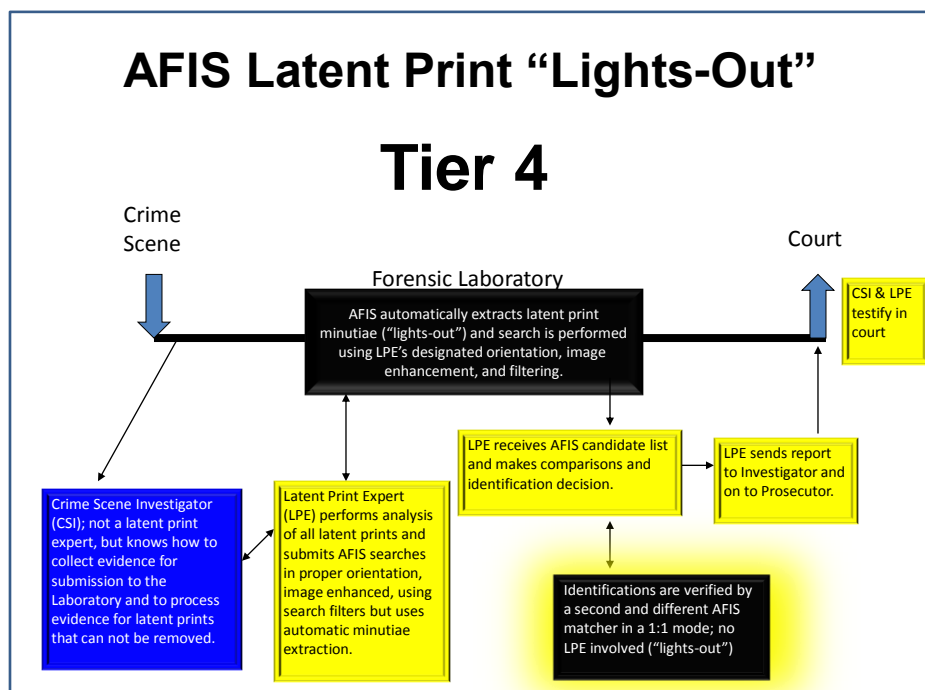 AFIS Latent Print “Lights-Out”
Tier 4
Crime
Scene
Court
Forensic Laboratory
AFIS automatically extracts latent print
minutiae (“lights-out”) and search is performed
using LPE’s designated orientation, image
enhancement, and filtering.
CSI & LPE
testify in
court
LPE receives AFIS candidate list
and makes comparisons and
identification decision.
LPE sends report
to Investigator and
on to Prosecutor.
Crime Scene Investigator
(CSI); not a latent print
expert, but knows how to
collect evidence for
submission to the
Laboratory and to process
evidence for latent prints
that can not be removed.
Latent Print Expert
(LPE) performs analysis
of all latent prints and
submits AFIS searches
in proper orientation,
image enhanced, using
search filters but uses
automatic minutiae
extraction.
Identifications are verified by
a second and different AFIS
matcher in a 1:1 mode; no
LPE involved (“lights-out”)